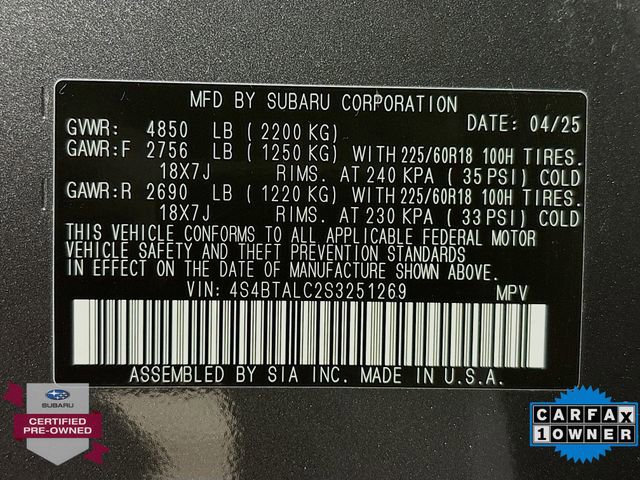 MFD BY SUBARU CORPORATION
DATE: 04/25
GVWR: 4850 LB (2200 KG)
GAWR:F 2756 LB (1250 KG) WITH 225/60R18 100H TIRES.
18X7J RIMS. AT 240 KPA (35 PSI) COLD
GAWR:R 2690 LB (1220 KG) WITH 225/60R18 100H TIRES.
18X7J RIMS. AT 230 KPA (33 PSI) COLD
THIS VEHICLE CONFORMS TO ALL APPLICABLE FEDERAL MOTOR
VEHICLE SAFETY AND THEFT PREVENTION STANDARDS
IN EFFECT ON THE DATE OF MANUFACTURE SHOWN ABOVE.
VIN: 4S4BTALC2S3251269 MPV
ASSEMBLED BY SIA INC. MADE IN U.S.A.
SUBARU
CERTIFIED
PRE-OWNED
CARFAX
1 OWNER